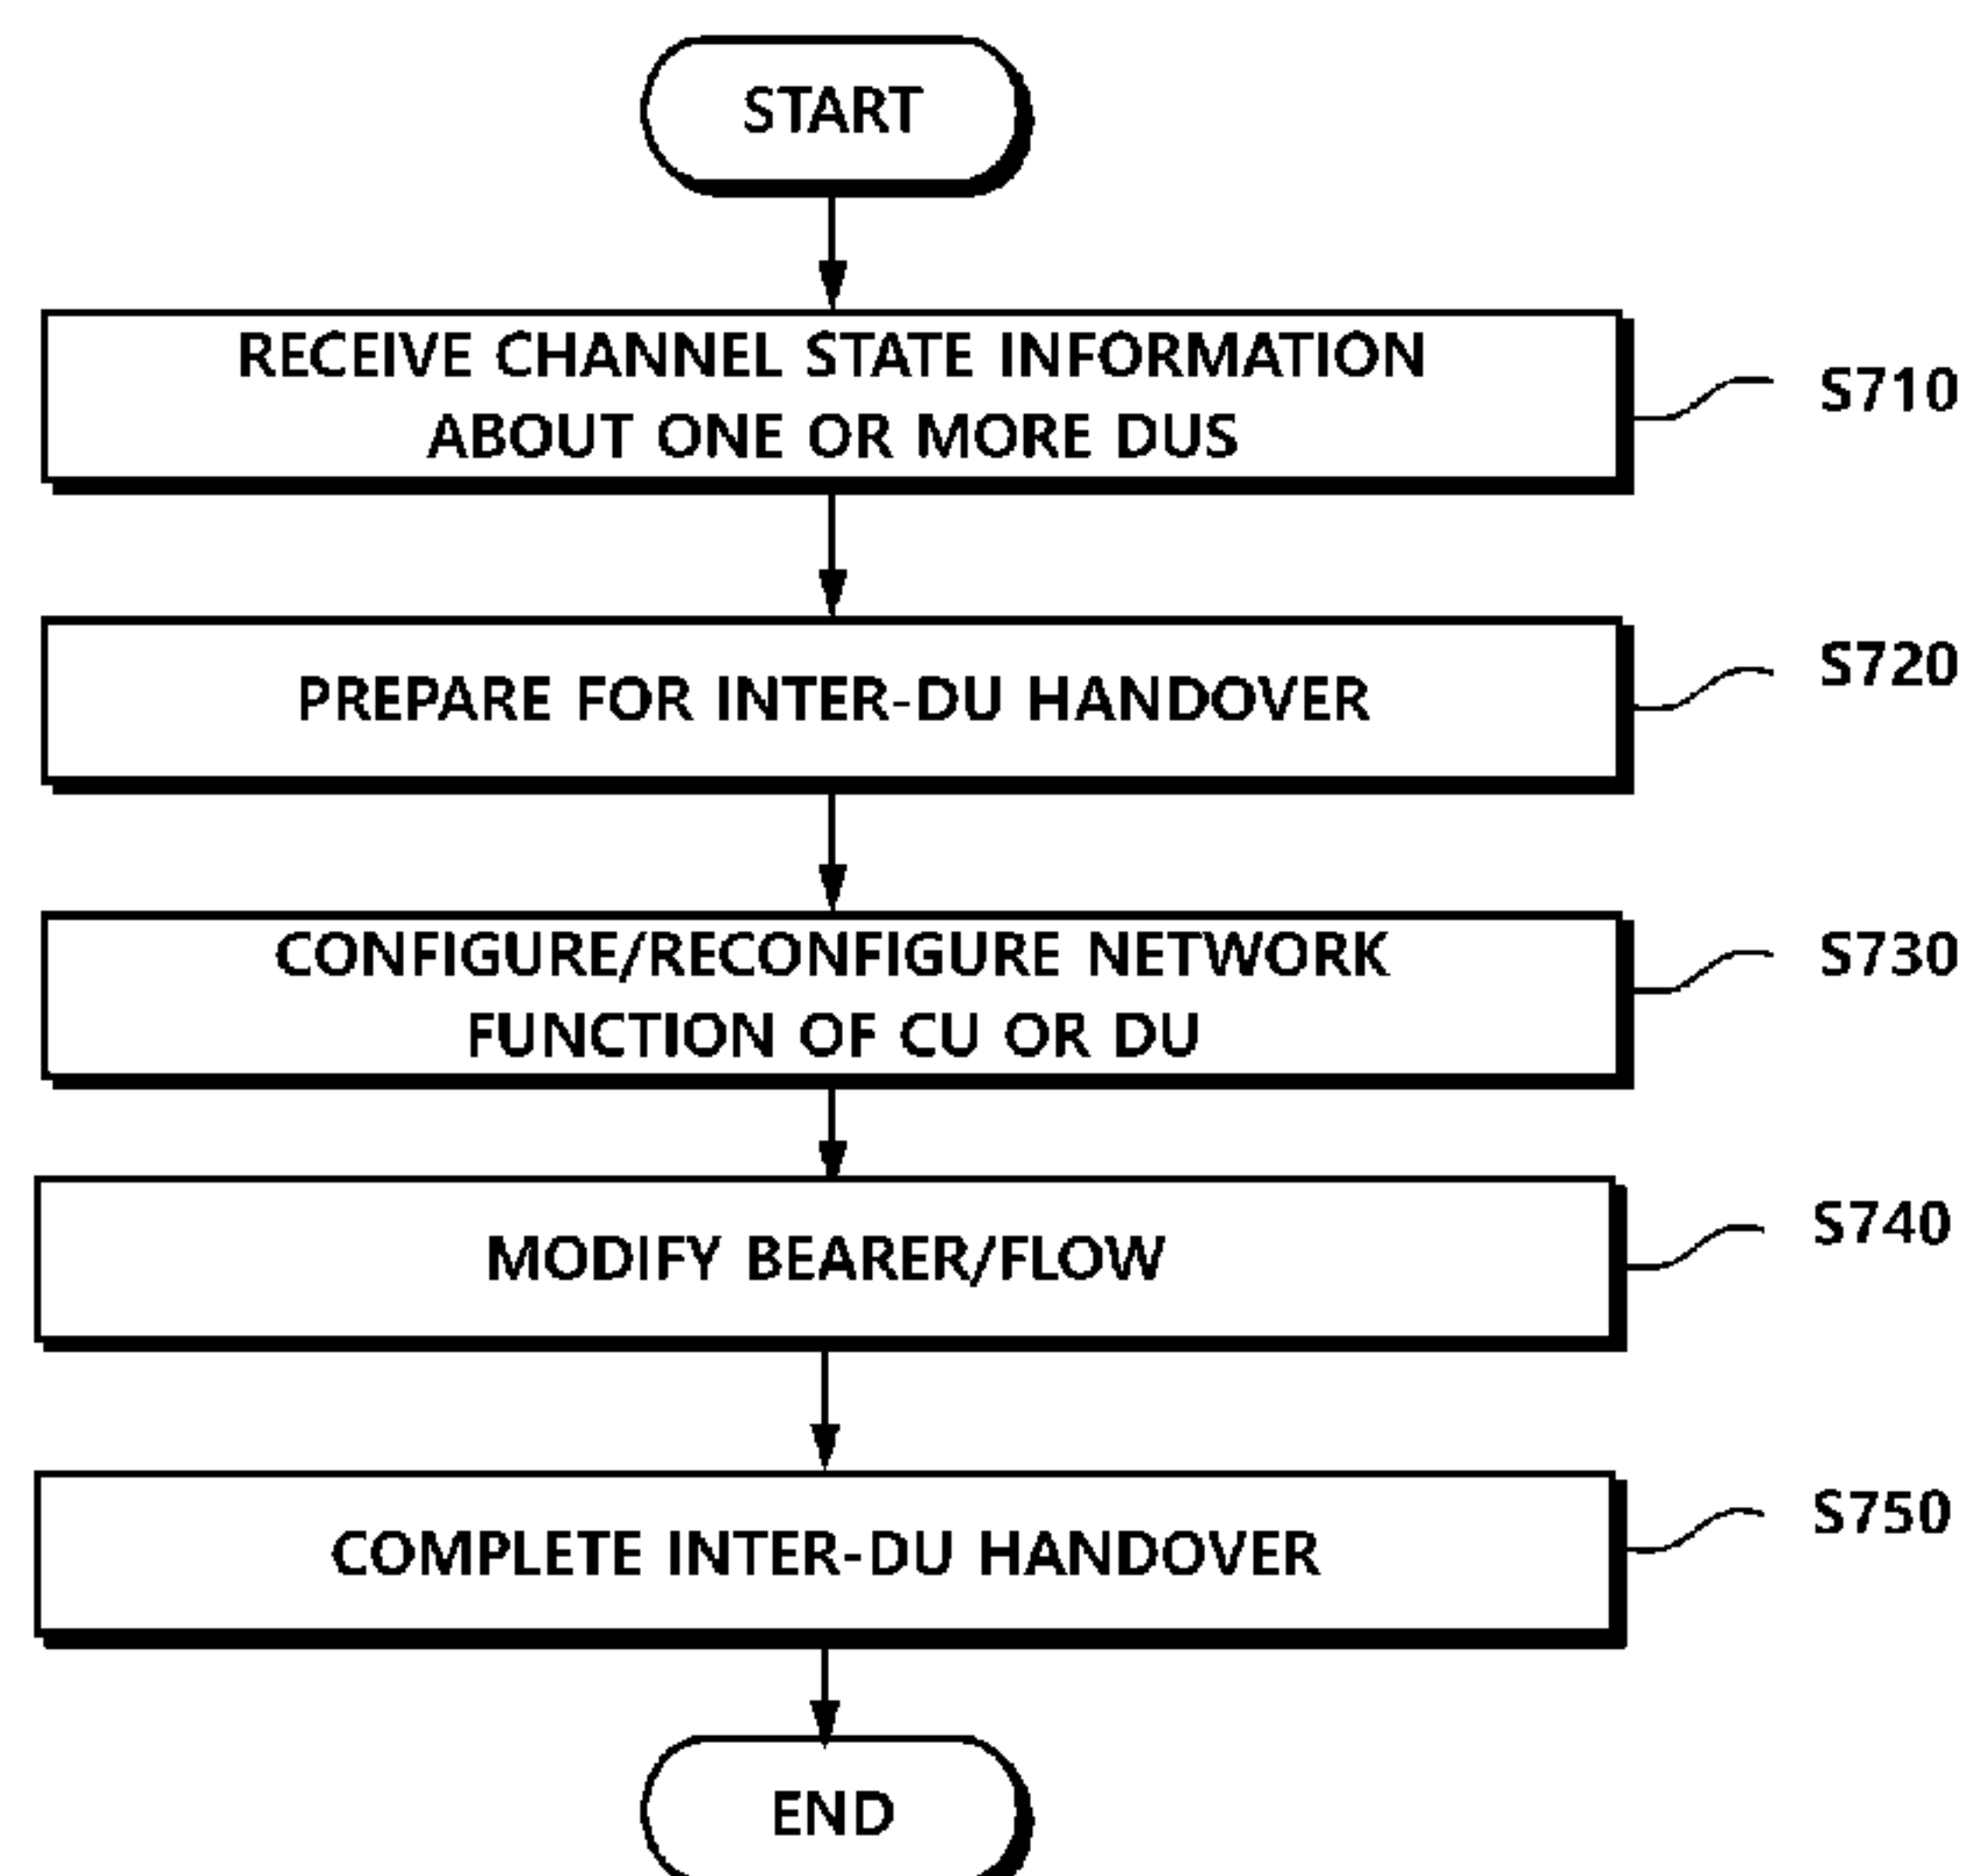 START
RECEIVE CHANNEL STATE INFORMATION
ABOUT ONE OR MORE DUS
S710
PREPARE FOR INTER-DU HANDOVER
S720
CONFIGURE/RECONFIGURE NETWORK
FUNCTION OF CU OR DU
S730
MODIFY BEARER/FLOW
S740
COMPLETE INTER-DU HANDOVER
S750
END